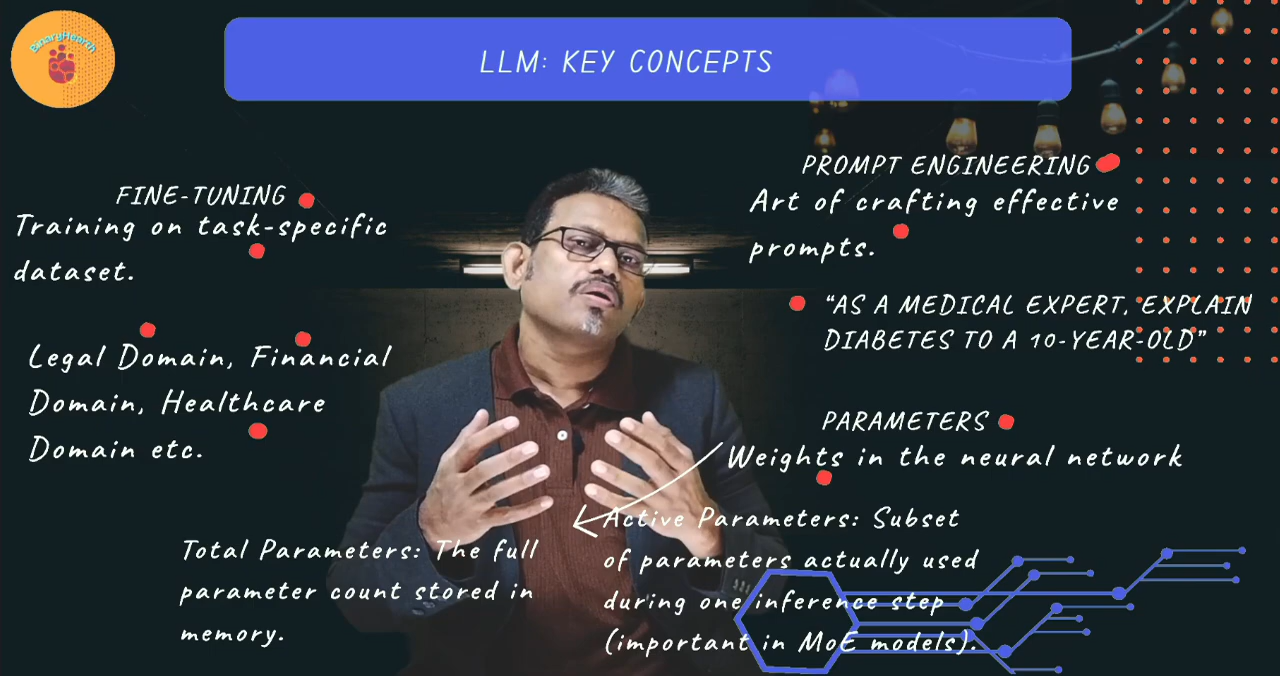 BinaryHearth
LLM: KEY CONCEPTS
FINE-TUNING
Training on task-specific
dataset.
Legal Domain, Financial
Domain, Healthcare
Domain etc.
Total Parameters: The full
parameter count stored in
memory.
PROMPT ENGINEERING
Art of crafting effective
prompts.
“AS A MEDICAL EXPERT, EXPLAIN
DIABETES TO A 10-YEAR-OLD”
PARAMETERS
Weights in the neural network
Active Parameters: Subset
of parameters actually used
during one inference step
(important in MoE models).